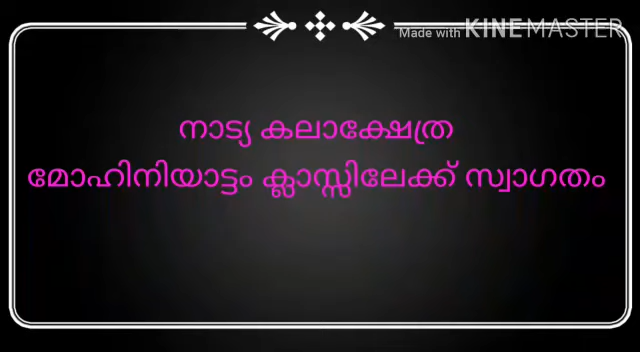 Made with KINEMASTER
നാട്യ കലാക്ഷേത്ര
മോഹിനിയാട്ടം ക്ലാസ്സിലേക്ക് സ്വാഗതം